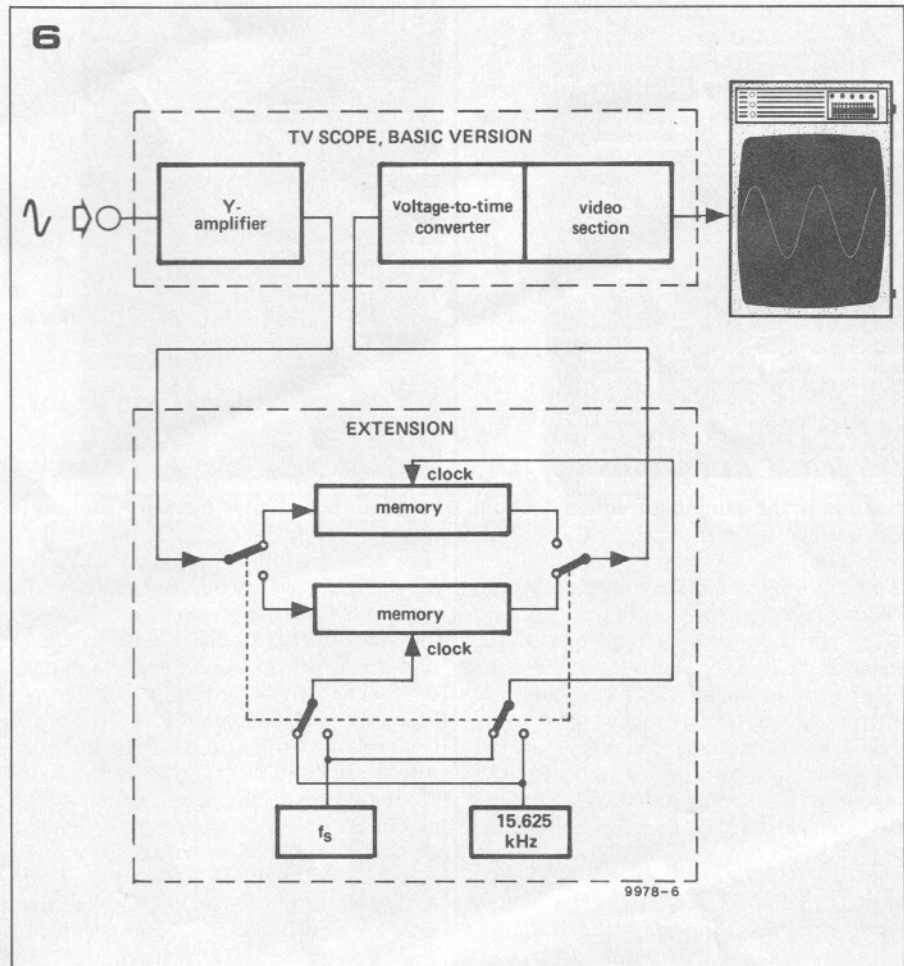 6
TV SCOPE, BASIC VERSION
Y-
amplifier
voltage-to-time
converter
video
section
EXTENSION
clock
memory
memory
clock
fs
15.625
kHz
9978-6